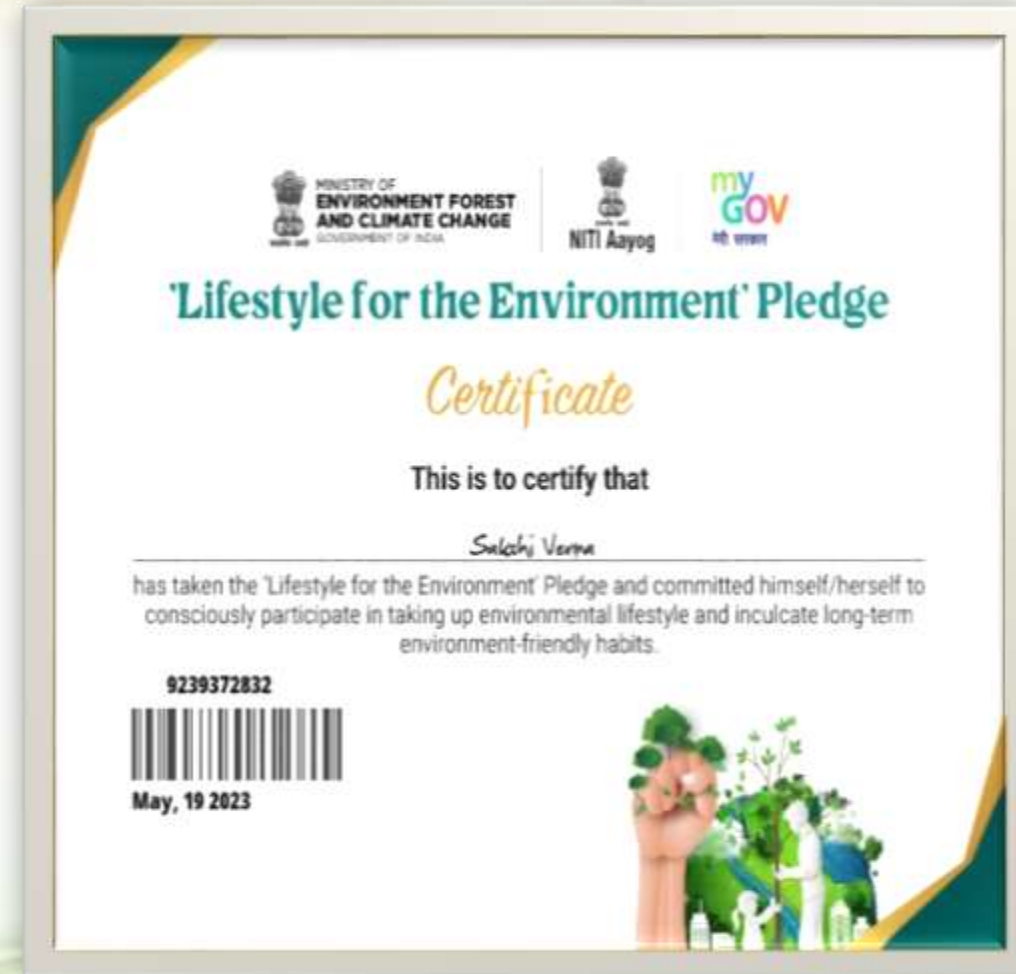 MINISTRY OF
ENVIRONMENT FOREST
AND CLIMATE CHANGE
GOVERNMENT OF INDIA
NITI Aayog
my
GOV
मेरी सरकार
'Lifestyle for the Environment' Pledge
Certificate
This is to certify that
Sakshi Verma
has taken the 'Lifestyle for the Environment' Pledge and committed himself/herself to
consciously participate in taking up environmental lifestyle and inculcate long-term
environment-friendly habits.
9239372832
May, 19 2023